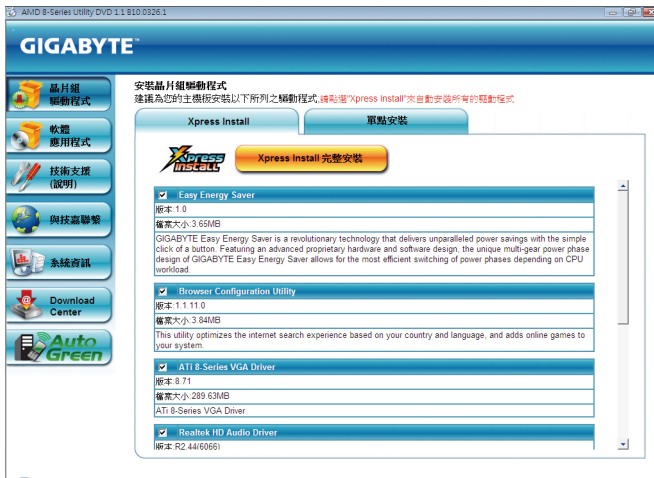 AMD 8-Series Utility DVD 1.1 B10.0326.1
GIGABYTE™
晶片組
驅動程式
軟體
應用程式
技術支援
(說明)
與技嘉聯繫
系統資訊
Download
Center
Auto
Green
安裝晶片組驅動程式
建議為您的主機板安裝以下所列之驅動程式;請點選"Xpress Install"來自動安裝所有的驅動程式
Xpress Install
單點安裝
Xpress
INSTALL
Xpress Install 完整安裝
Easy Energy Saver
版本:1.0
檔案大小:3.65MB
GIGABYTE Easy Energy Saver is a revolutionary technology that delivers unparalleled power savings with the simple
click of a button. Featuring an advanced proprietary hardware and software design, the unique multi-gear power phase
design of GIGABYTE Easy Energy Saver allows for the most efficient switching of power phases depending on CPU
workload.
Browser Configuration Utility
版本:1.1.11.0
檔案大小:3.84MB
This utility optimizes the internet search experience based on your country and language, and adds online games to
your system.
ATi 8-Series VGA Driver
版本:8.71
檔案大小:289.63MB
ATi 8-Series VGA Driver
Realtek HD Audio Driver
版本:R2.44(6066)